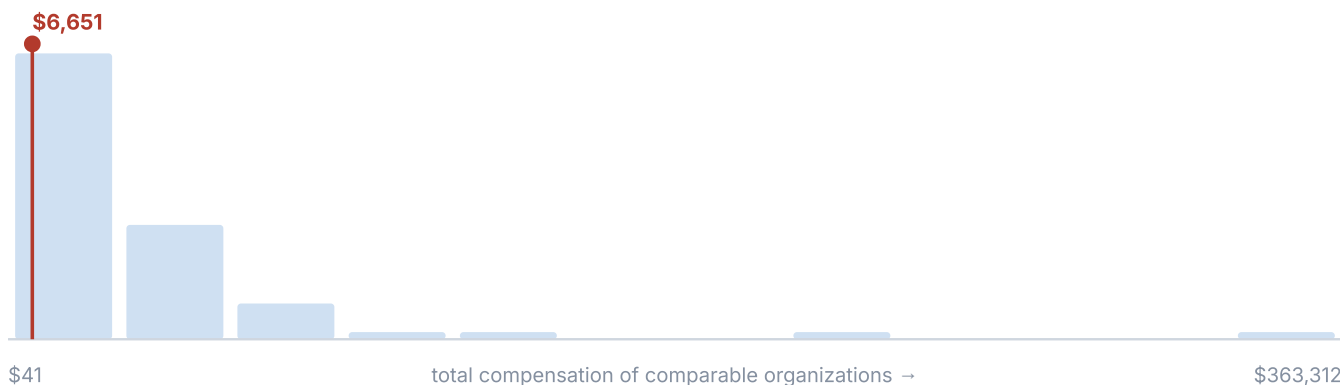 $6,651
$41 total compensation of comparable organizations → $363,312